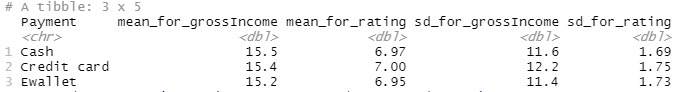 # A tibble: 3 x 5
Payment mean_for_grossIncome mean_for_rating sd_for_grossIncome sd_for_rating
<chr> <dbl> <dbl> <dbl> <dbl>
1 Cash 15.5 6.97 11.6 1.69
2 Credit card 15.4 7.00 12.2 1.75
3 Ewallet 15.2 6.95 11.4 1.73